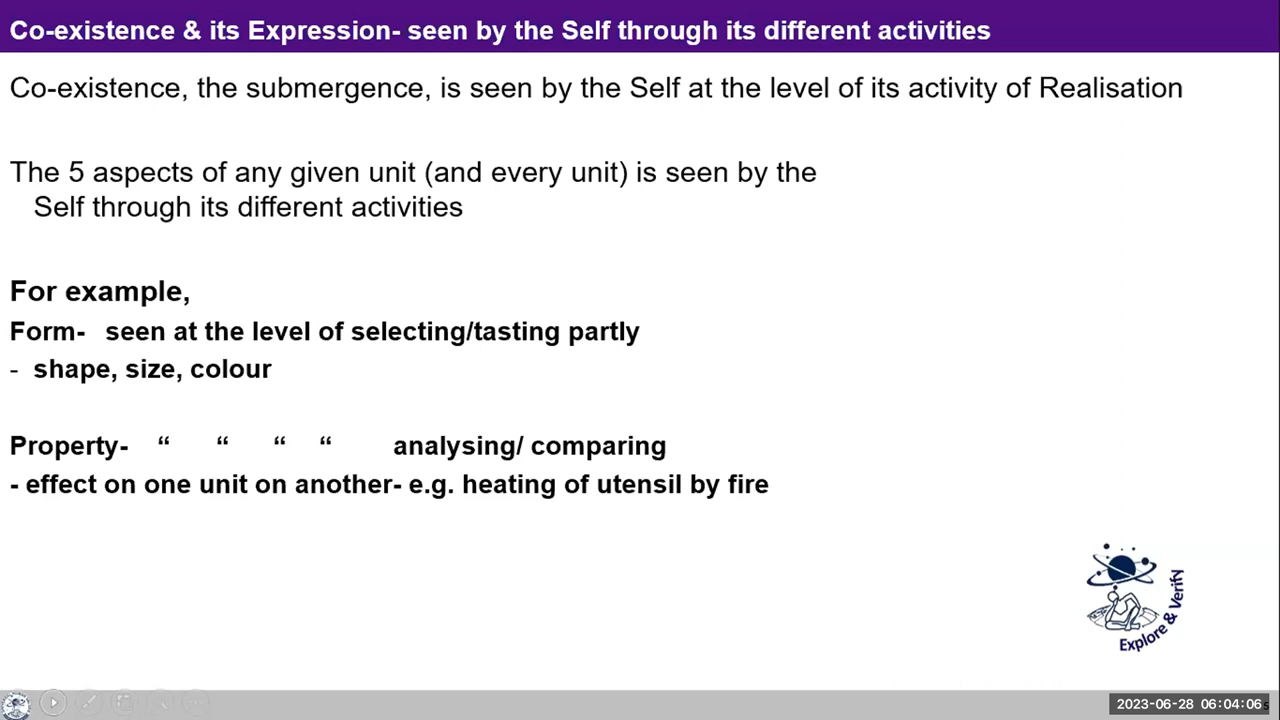 Co-existence & its Expression- seen by the Self through its different activities
Co-existence, the submergence, is seen by the Self at the level of its activity of Realisation
The 5 aspects of any given unit (and every unit) is seen by the
Self through its different activities
For example,
Form- seen at the level of selecting/tasting partly
- shape, size, colour
Property- “ “ “ “ analysing/ comparing
- effect on one unit on another- e.g. heating of utensil by fire
Explore & Verify
2023-06-28 06:04:06s